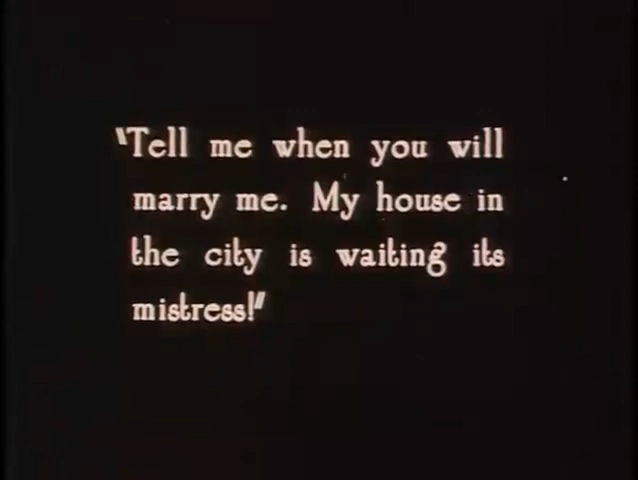 "Tell me when you will
marry me. My house in
the city is waiting its
mistress!"